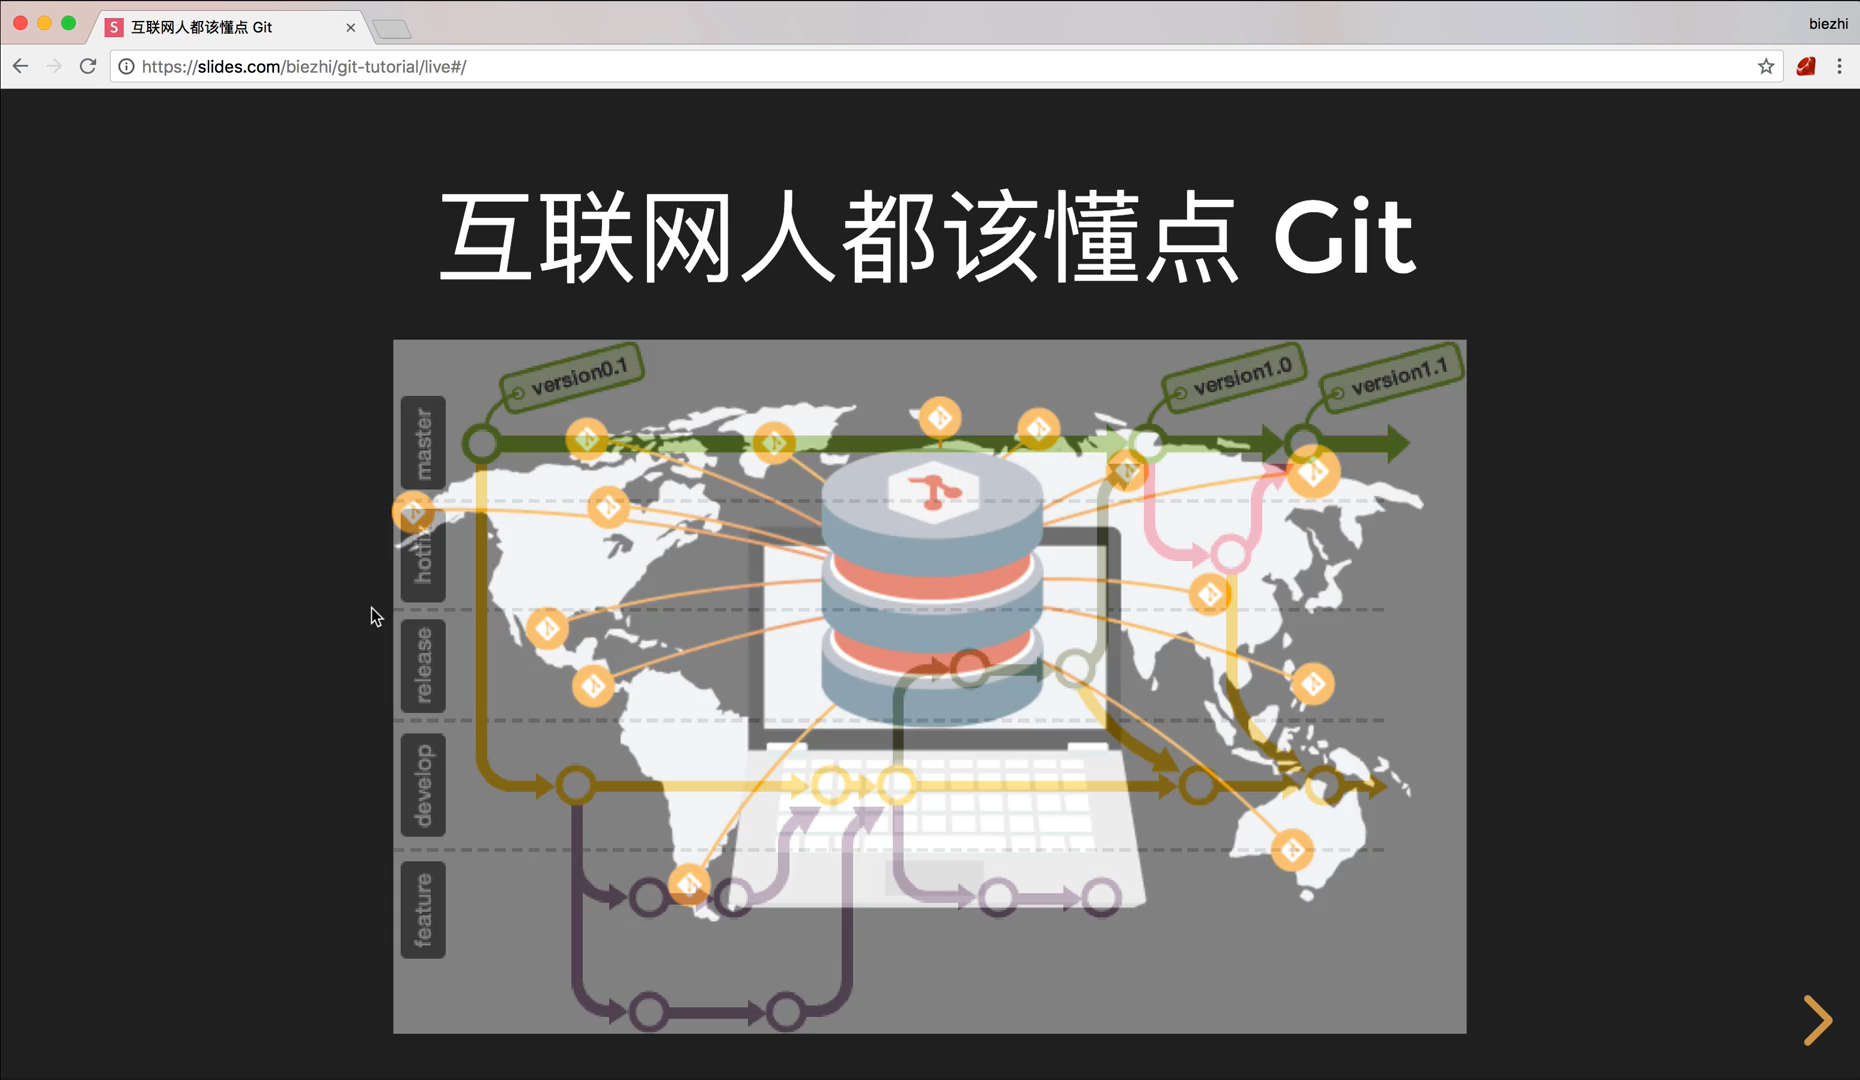 互联网人都该懂点 Git
biezhi
https://slides.com/biezhi/git-tutorial/live#/
互联网人都该懂点 Git
version0.1
version1.0
version1.1
master
hotfix
release
develop
feature